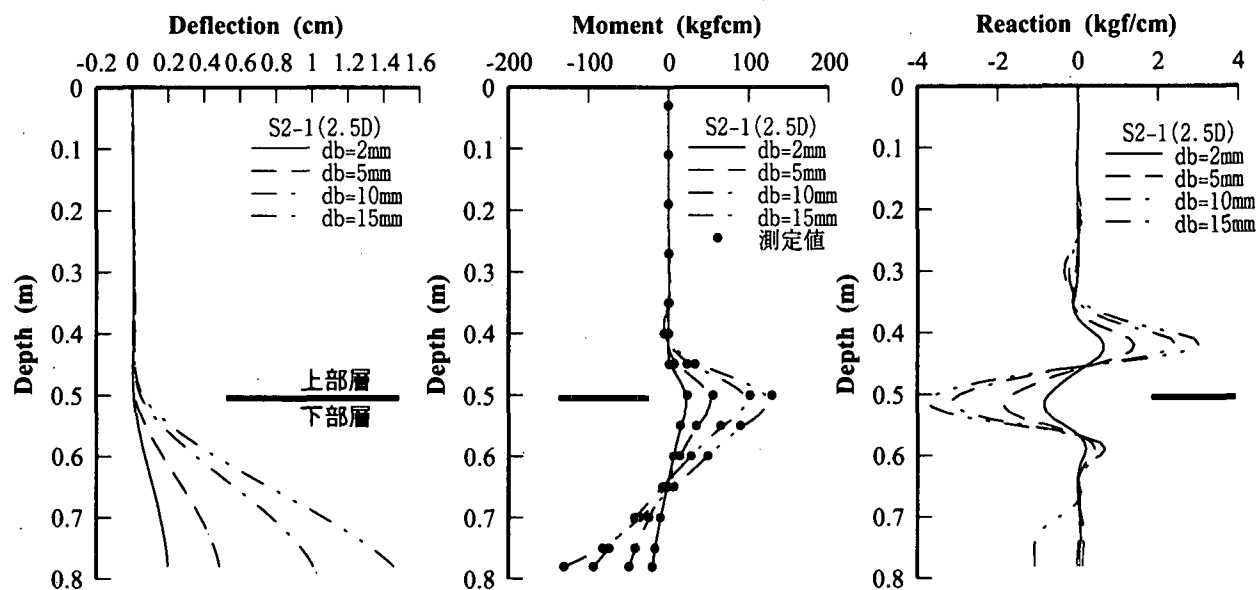 Deflection (cm)
-0.2 0 0.2 0.4 0.6 0.8 1 1.2 1.4 1.6
0
0.1
0.2
0.3
0.4
0.5
0.6
0.7
0.8
Depth (m)
S2-1(2.5D)
db=2mm
db=5mm
db=10mm
db=15mm
上部層
下部層
Moment (kgfcm)
-200 -100 0 100 200
0
0.1
0.2
0.3
0.4
0.5
0.6
0.7
0.8
Depth (m)
S2-1(2.5D)
db=2mm
db=5mm
db=10mm
db=15mm
測定値
Reaction (kgf/cm)
-4 -2 0 2 4
0
0.1
0.2
0.3
0.4
0.5
0.6
0.7
0.8
Depth (m)
S2-1(2.5D)
db=2mm
db=5mm
db=10mm
db=15mm